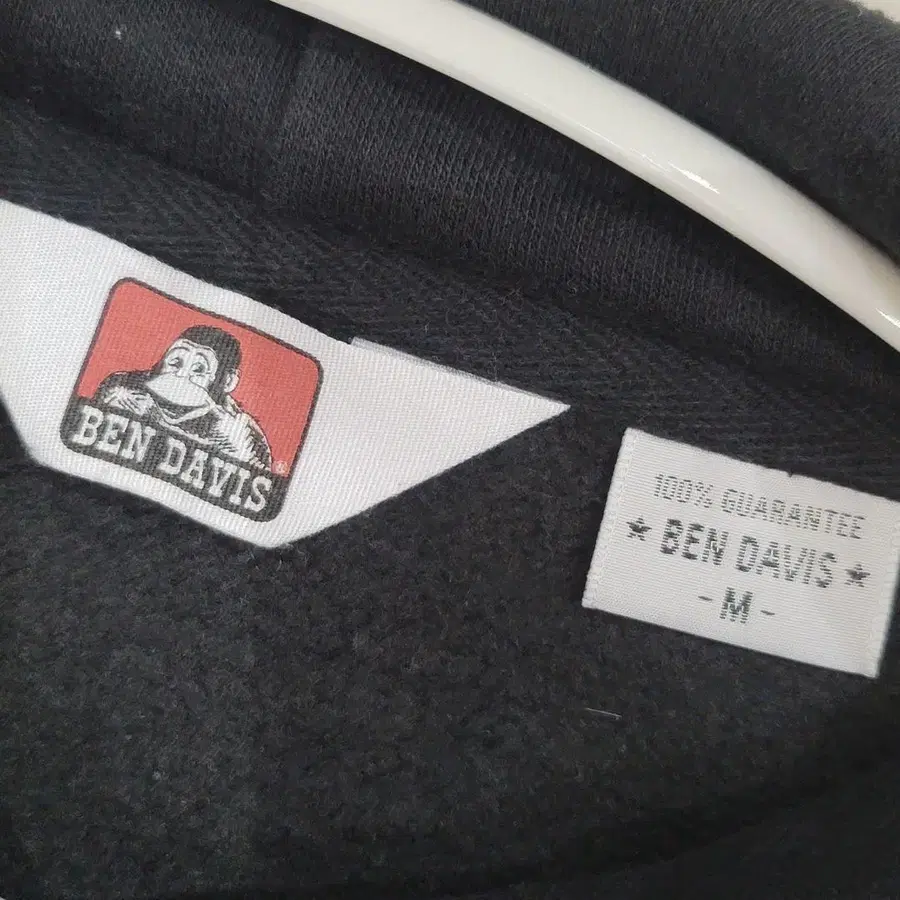 BEN DAVIS
®
100% GUARANTEE
★ BEN DAVIS ★
- M -